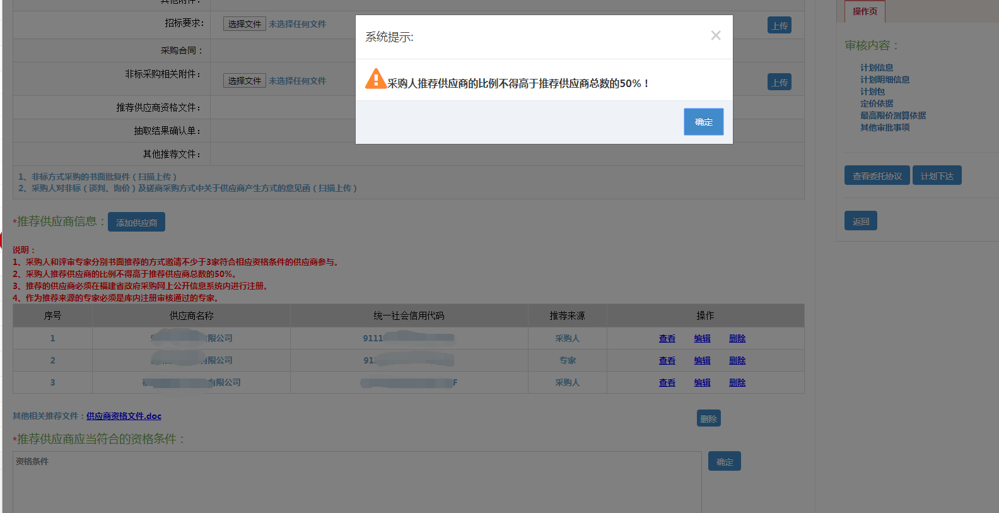 其他附件：
招标要求：
选择文件 未选择任何文件
上传
采购合同：
非标采购相关附件：
选择文件 未选择任何文件
上传
推荐供应商资格文件：
抽取结果确认单：
其他推荐文件：
1、非标方式采购的书面批复件（扫描上传）
2、采购人对非标（谈判、询价）及磋商采购方式中关于供应商产生方式的意见函（扫描上传）
系统提示:
×
采购人推荐供应商的比例不得高于推荐供应商总数的50%！
确定
*推荐供应商信息：
添加供应商
说明：
1、采购人和评审专家分别书面推荐的方式邀请不少于3家符合相应资格条件的供应商参与。
2、采购人推荐供应商的比例不得高于推荐供应商总数的50%。
3、推荐的供应商必须在福建省政府采购网上公开信息系统内进行注册。
4、作为推荐来源的专家必须是库内注册审核通过的专家。
序号 供应商名称 统一社会信用代码 推荐来源 操作
1 有限公司 9111 采购人 查看 编辑 删除
2 有限公司 91 专家 查看 编辑 删除
3 有限公司 F 采购人 查看 编辑 删除
其他相关推荐文件：供应商资格文件.doc
删除
*推荐供应商应当符合的资格条件：
资格条件
确定
操作页
审核内容：
计划信息
计划明细信息
计划包
定价依据
最高限价测算依据
其他审批事项
查看委托协议 计划下达
返回